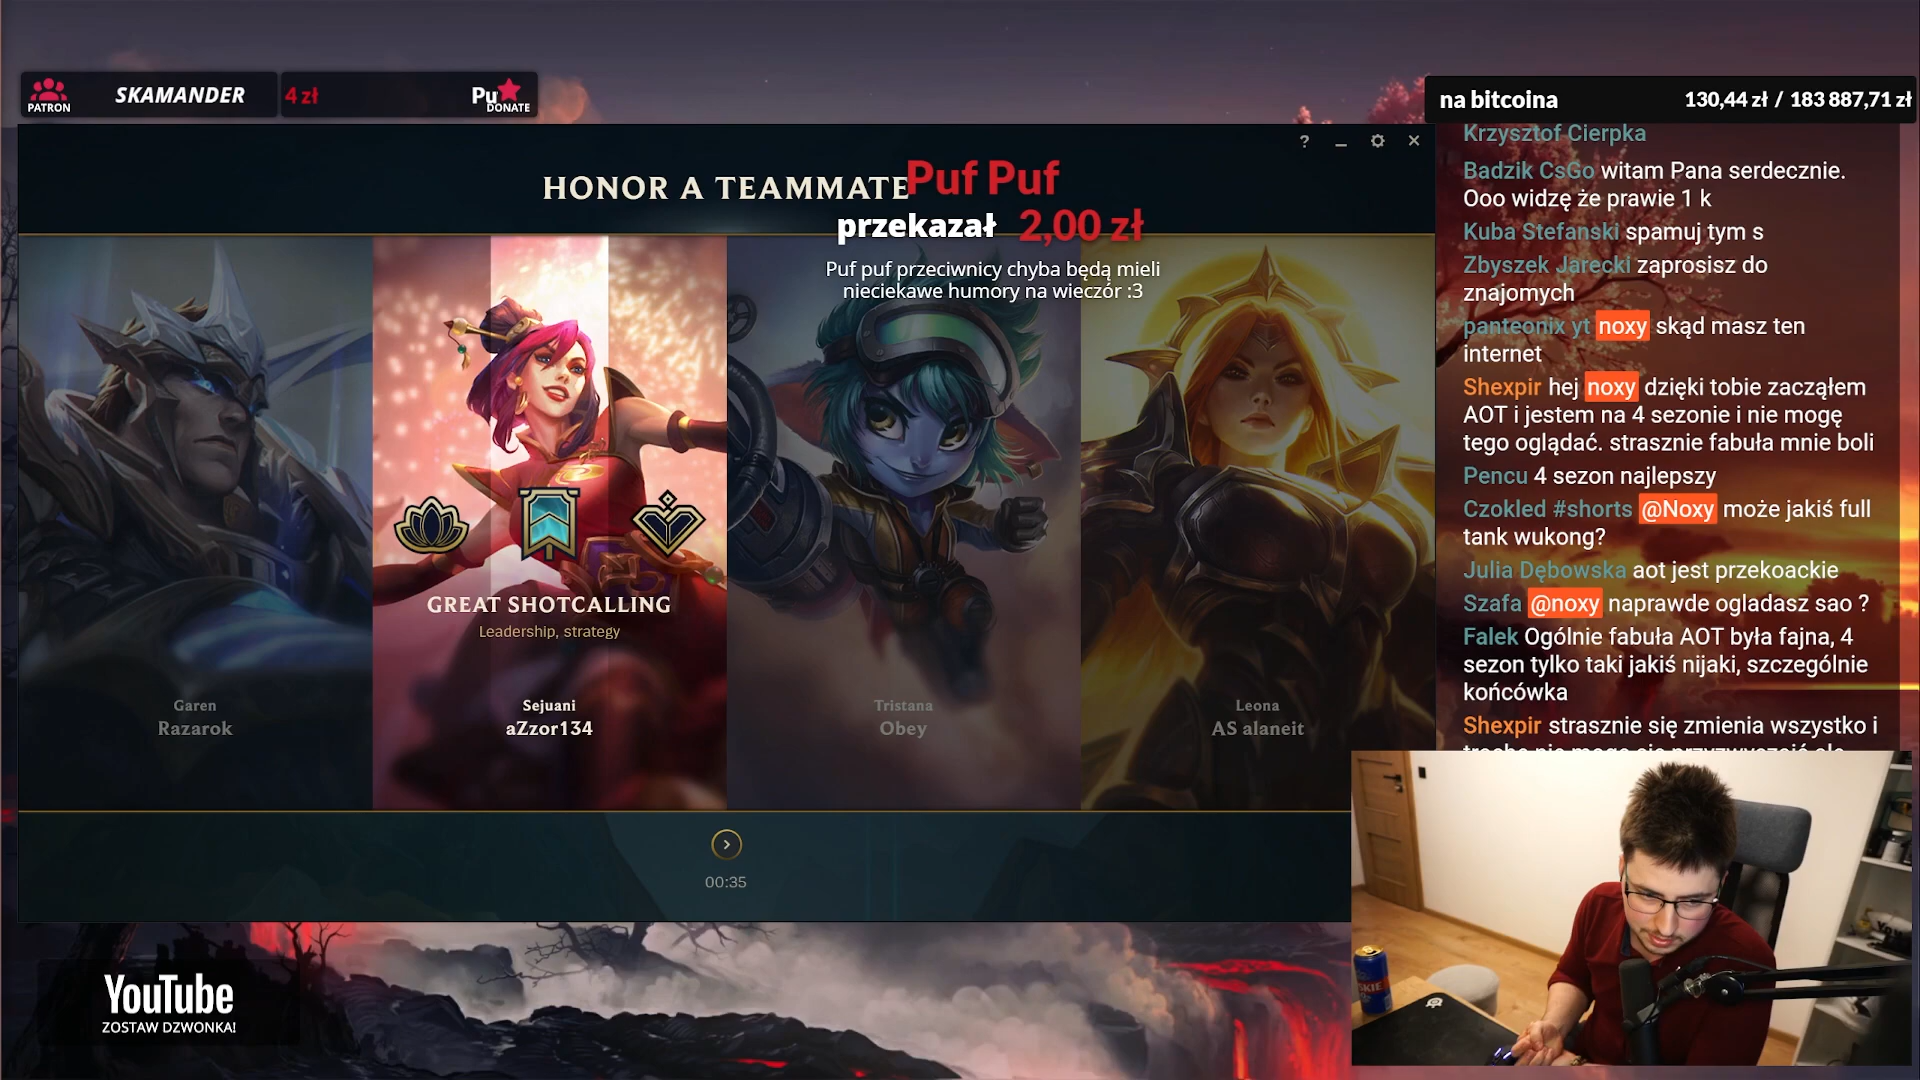 PATRON
SKAMANDER
4 zł
Pu
DONATE
na bitcoina
130,44 zł / 183 887,71 zł
?
HONOR A TEAMMATE
Puf Puf
przekazał 2,00 zł
Puf puf przeciwnicy chyba będą mieli
nieciekawe humory na wieczór :3
GREAT SHOTCALLING
Leadership, strategy
Garen
Razarok
Sejuani
aZzor134
Tristana
Obey
Leona
AS alaneit
00:35
Krzysztof Cierpka
Badzik CsGo witam Pana serdecznie.
Ooo widzę że prawie 1 k
Kuba Stefanski spamuj tym s
Zbyszek Jarecki zaprosisz do
znajomych
panteonix yt noxy skąd masz ten
internet
Shexpir hej noxy dzięki tobie zacząłem
AOT i jestem na 4 sezonie i nie mogę
tego oglądać. strasznie fabuła mnie boli
Pencu 4 sezon najlepszy
Czokled #shorts @Noxy może jakiś full
tank wukong?
Julia Dębowska aot jest przekoackie
Szafa @noxy naprawde ogladasz sao ?
Falek Ogólnie fabuła AOT była fajna, 4
sezon tylko taki jakiś nijaki, szczególnie
końcówka
Shexpir strasznie się zmienia wszystko i
YouTube
ZOSTAW DZWONKA!